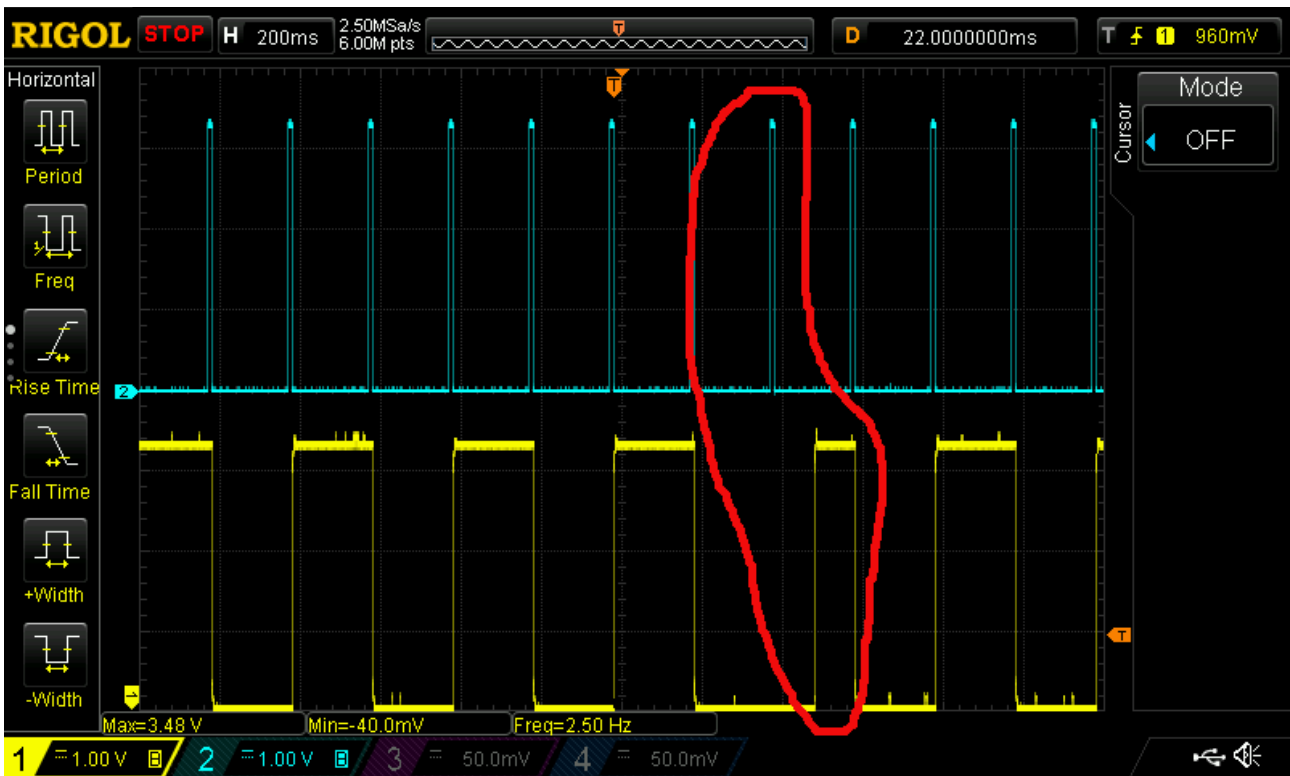 RIGOL STOP H 200ms 2.50MSa/s 6.00M pts T D 22.0000000ms T 1 960mV
Horizontal
Period
1/
Freq
Rise Time
Fall Time
+Width
-Width
T
2
T
Cursor
Mode
OFF
Max=3.48 V Min=-40.0mV Freq=2.50 Hz
1 1.00 V B 2 1.00 V B 3 50.0mV 4 50.0mV